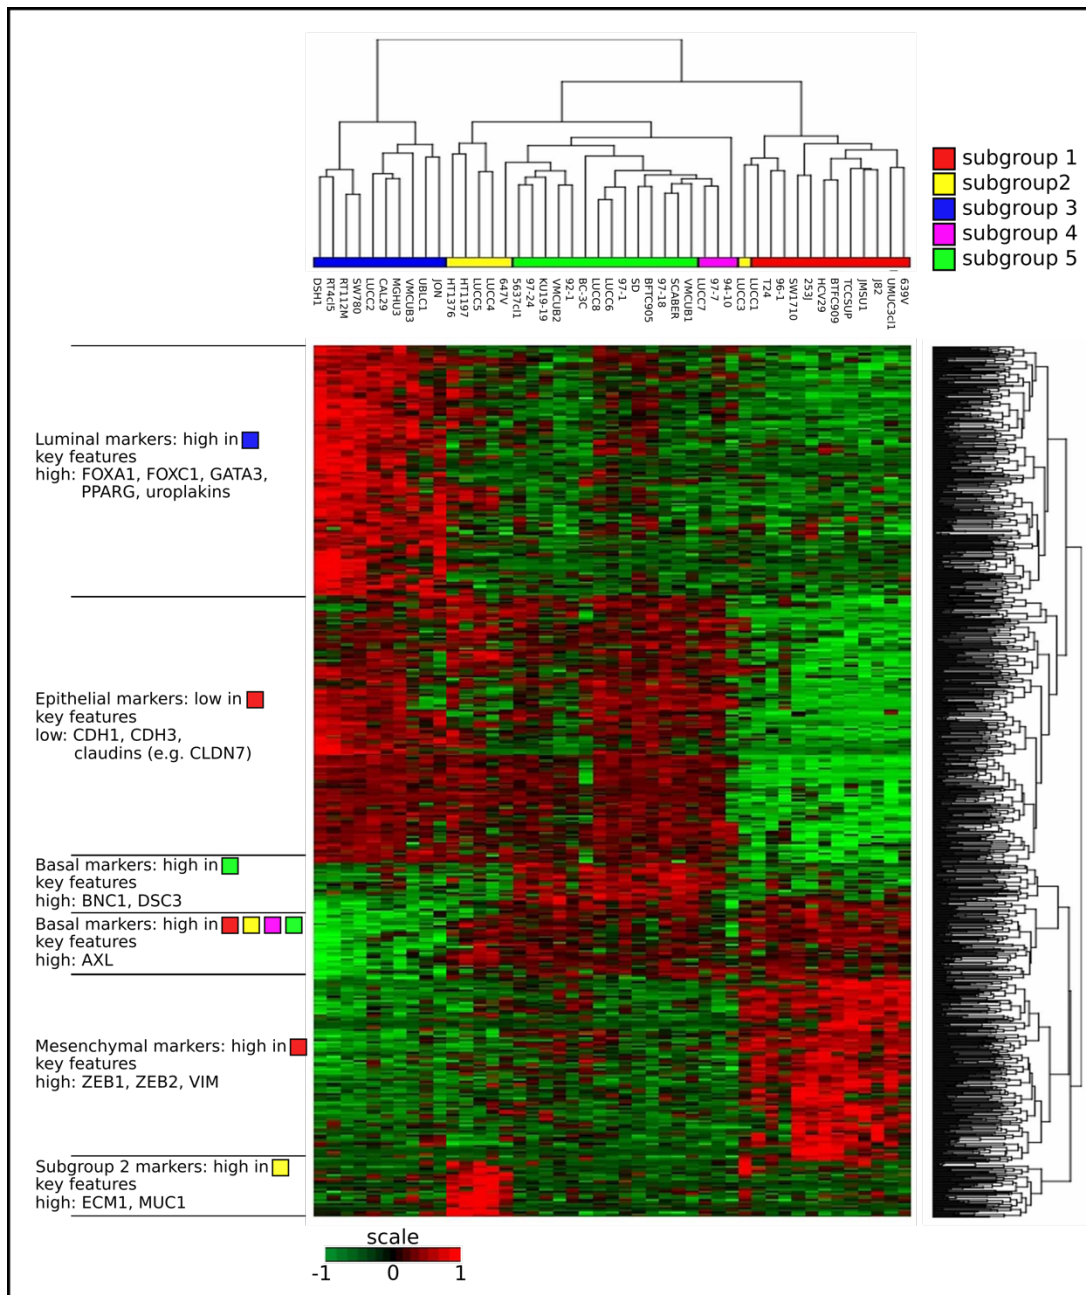 subgroup 1
subgroup2
subgroup 3
subgroup 4
subgroup 5
DSH1
RT4cl5
RT112M
SW780
LUCC2
CAL29
MGHU3
VMCUB3
UBLC1
JON
HT1376
HT1197
LUCC5
LUCC4
647V
5637cl1
97-24
KU19-19
VMCUB2
92-1
BC-3C
LUCC8
LUCC6
97-1
SD
BFTC905
97-18
SCABER
VMCUB1
LUCC7
97-7
94-10
LUCC3
LUCC1
T24
96-1
SW1710
253J
HCV29
BTFC909
TCCSUP
JMSU1
J82
UMUC3cl1
639V
Luminal markers: high in
key features
high: FOXA1, FOXC1, GATA3,
PPARG, uroplakins
Epithelial markers: low in
key features
low: CDH1, CDH3,
claudins (e.g. CLDN7)
Basal markers: high in
key features
high: BNC1, DSC3
Basal markers: high in
key features
high: AXL
Mesenchymal markers: high in
key features
high: ZEB1, ZEB2, VIM
Subgroup 2 markers: high in
key features
high: ECM1, MUC1
scale
-1 0 1